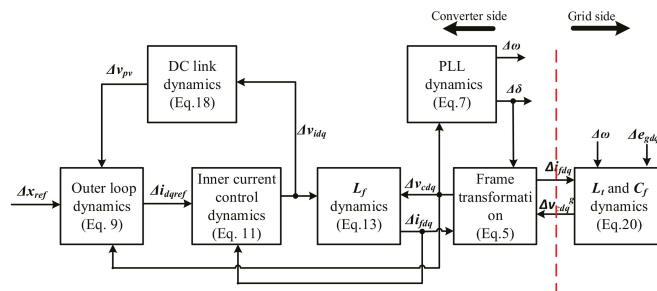 Converter side
Grid side
Δv_pv
DC link
dynamics
(Eq.18)
PLL
dynamics
(Eq.7)
Δω
Δδ
Δv_idq
Δω
Δe_gdq
Δx_ref
Outer loop
dynamics
(Eq. 9)
Δi_dqref
Inner current
control
dynamics
(Eq. 11)
L_f
dynamics
(Eq.13)
Δv_cdq
Δi_fdq
Frame
transformati
on
(Eq.5)
Δi_fdq
L_t and C_f
dynamics
(Eq.20)